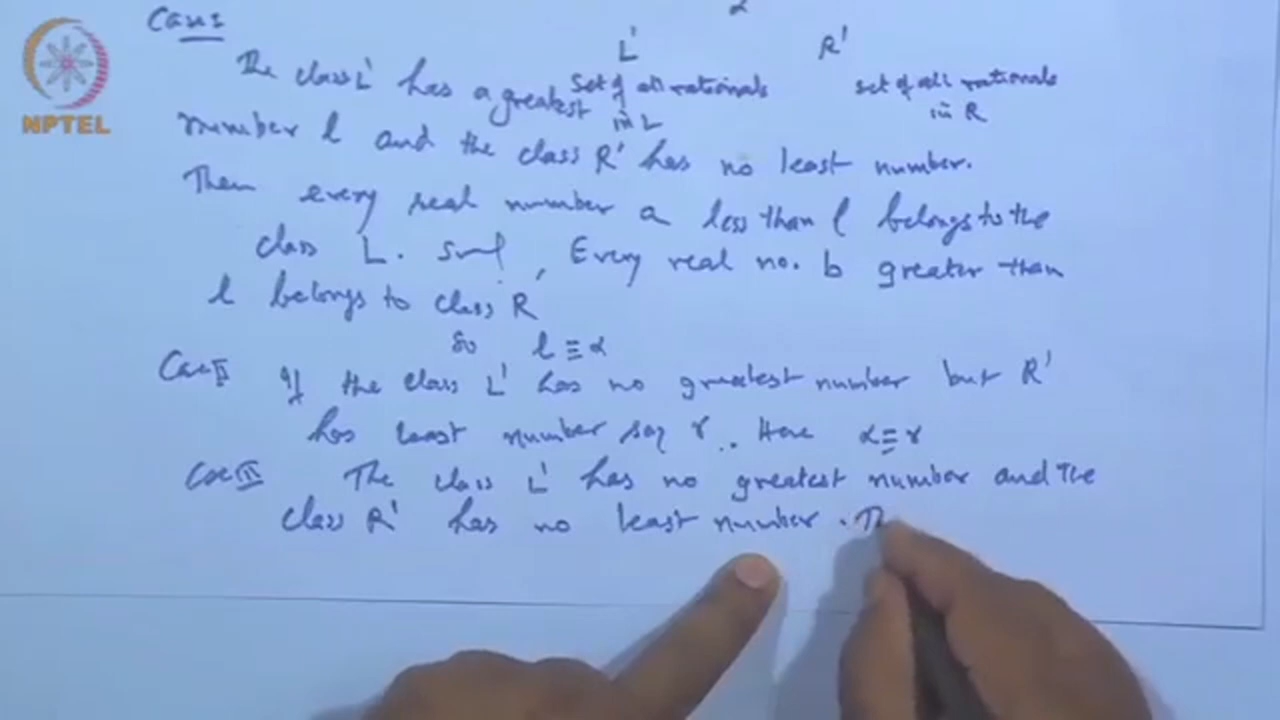 Case I
α
L' R'
set of all rationals in L
set of all rationals in R
The class L' has a greatest
number l and the class R' has no least number.
Then every real number a less than l belongs to the
class L. , Every real no. b greater than
l belongs to class R
So l ≡ α
Case II If the class L' has no greatest number but R'
has least number say r. Here α ≡ r
Case III The class L' has no greatest number and the
class R' has no least number. Th
NPTEL